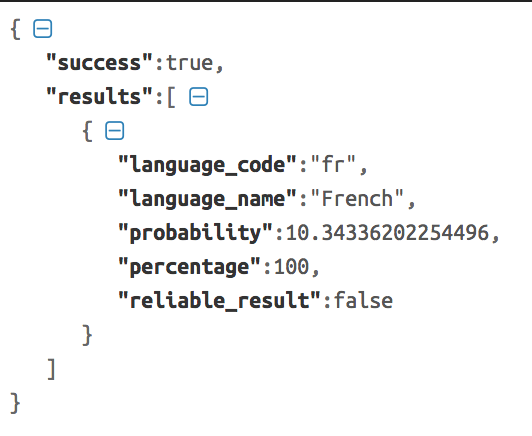 {
"success":true,
"results":[
{
"language_code":"fr",
"language_name":"French",
"probability":10.34336202254496,
"percentage":100,
"reliable_result":false
}
]
}